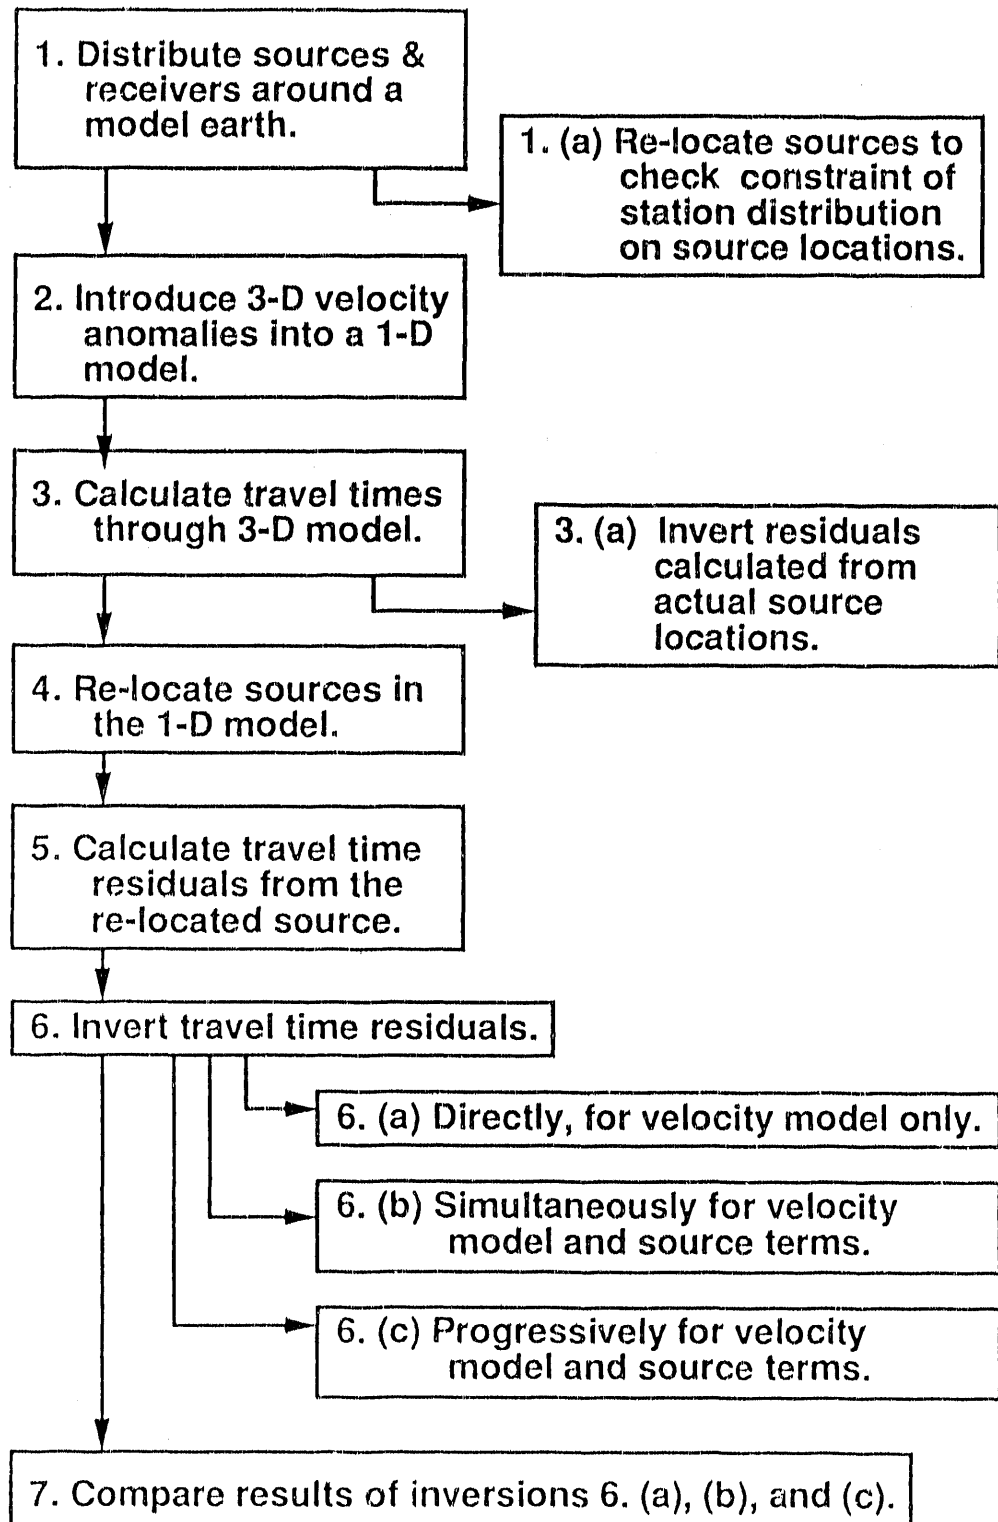 1. Distribute sources &
receivers around a
model earth.
1. (a) Re-locate sources to
check constraint of
station distribution
on source locations.
2. Introduce 3-D velocity
anomalies into a 1-D
model.
3. Calculate travel times
through 3-D model.
3. (a) Invert residuals
calculated from
actual source
locations.
4. Re-locate sources in
the 1-D model.
5. Calculate travel time
residuals from the
re-located source.
6. Invert travel time residuals.
6. (a) Directly, for velocity model only.
6. (b) Simultaneously for velocity
model and source terms.
6. (c) Progressively for velocity
model and source terms.
7. Compare results of inversions 6. (a), (b), and (c).